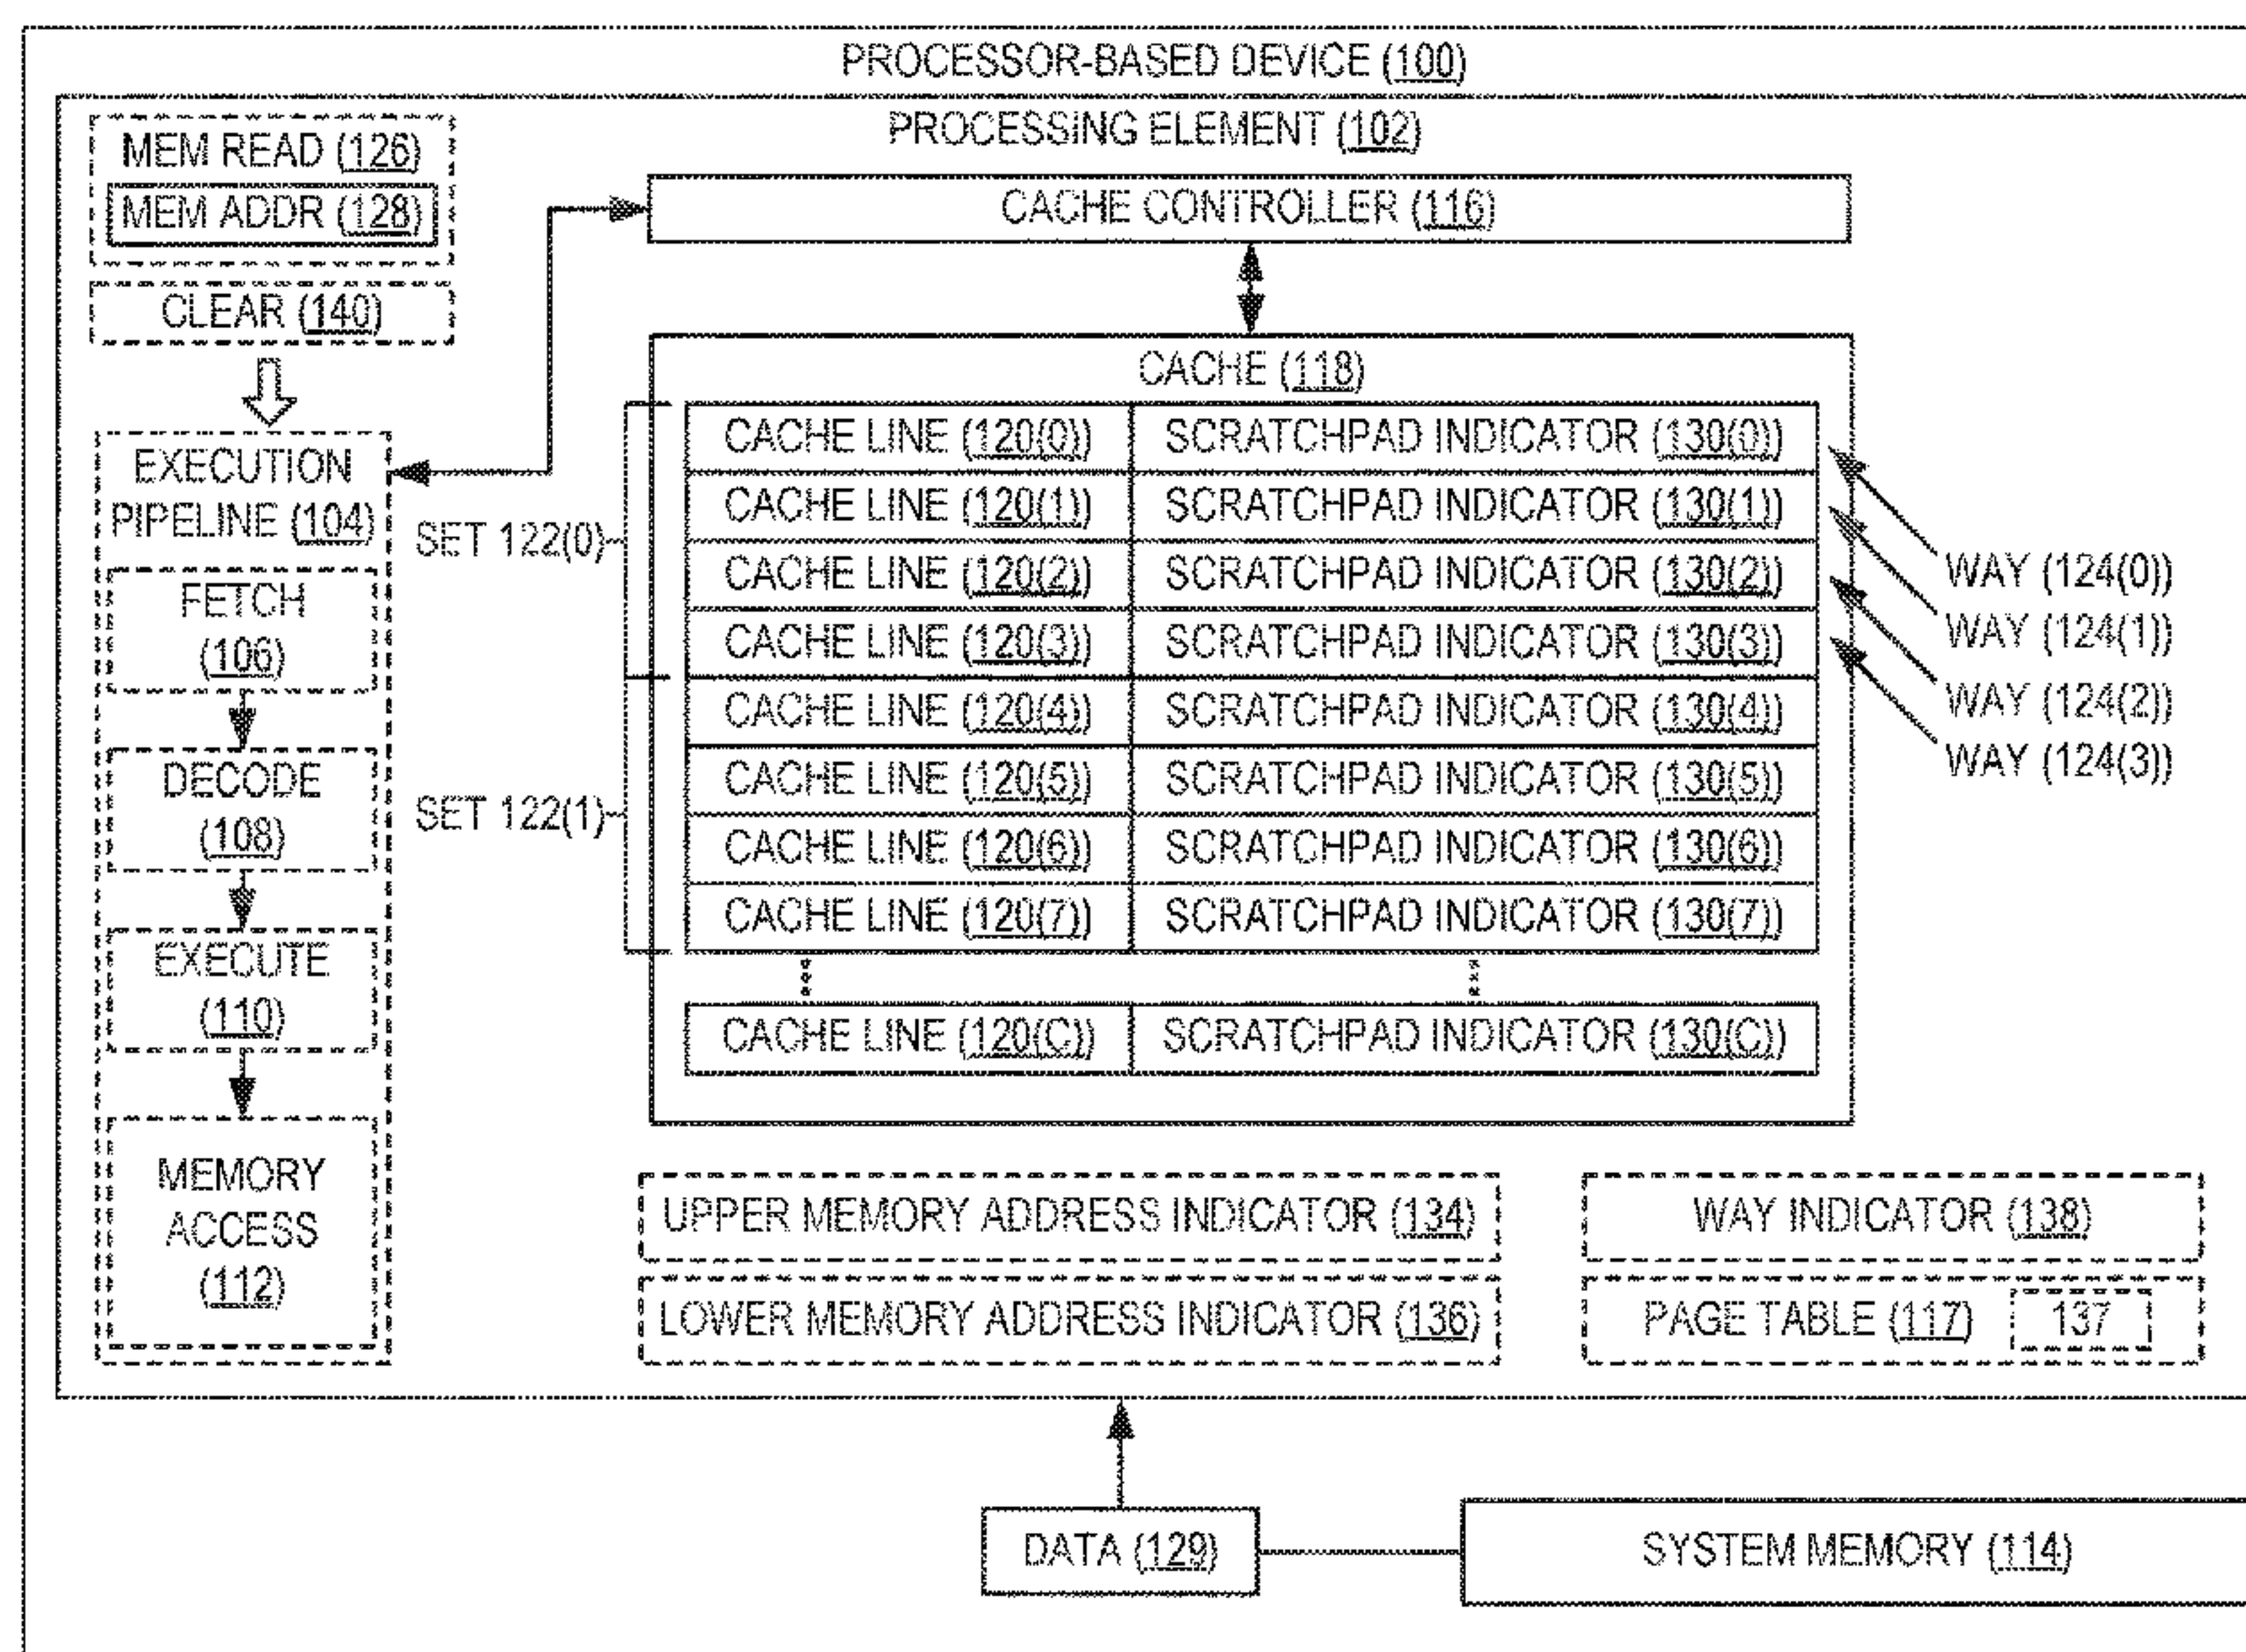 PROCESSOR-BASED DEVICE (100)
PROCESSING ELEMENT (102)
MEM READ (126)
MEM ADDR (128)
CLEAR (140)
CACHE CONTROLLER (116)
EXECUTION
PIPELINE (104)
FETCH
(106)
DECODE
(108)
EXECUTE
(110)
MEMORY
ACCESS
(112)
CACHE (118)
SET 122(0)
SET 122(1)
CACHE LINE (120(0)) SCRATCHPAD INDICATOR (130(0))
CACHE LINE (120(1)) SCRATCHPAD INDICATOR (130(1))
CACHE LINE (120(2)) SCRATCHPAD INDICATOR (130(2))
CACHE LINE (120(3)) SCRATCHPAD INDICATOR (130(3))
CACHE LINE (120(4)) SCRATCHPAD INDICATOR (130(4))
CACHE LINE (120(5)) SCRATCHPAD INDICATOR (130(5))
CACHE LINE (120(6)) SCRATCHPAD INDICATOR (130(6))
CACHE LINE (120(7)) SCRATCHPAD INDICATOR (130(7))
CACHE LINE (120(C)) SCRATCHPAD INDICATOR (130(C))
WAY (124(0))
WAY (124(1))
WAY (124(2))
WAY (124(3))
UPPER MEMORY ADDRESS INDICATOR (134)
WAY INDICATOR (138)
LOWER MEMORY ADDRESS INDICATOR (136)
PAGE TABLE (117) 137
DATA (129)
SYSTEM MEMORY (114)